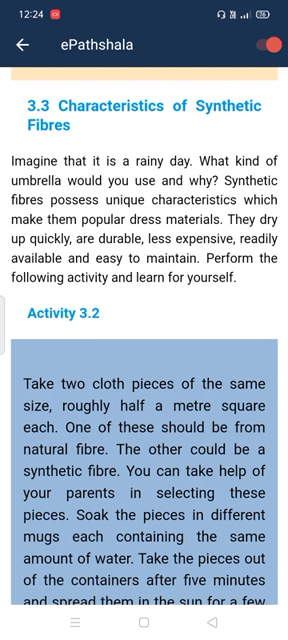 12:24
ePathshala
3.3 Characteristics of Synthetic
Fibres
Imagine that it is a rainy day. What kind of
umbrella would you use and why? Synthetic
fibres possess unique characteristics which
make them popular dress materials. They dry
up quickly, are durable, less expensive, readily
available and easy to maintain. Perform the
following activity and learn for yourself.
Activity 3.2
Take two cloth pieces of the same
size, roughly half a metre square
each. One of these should be from
natural fibre. The other could be a
synthetic fibre. You can take help of
your parents in selecting these
pieces. Soak the pieces in different
mugs each containing the same
amount of water. Take the pieces out
of the containers after five minutes
and spread them in the sun for a few